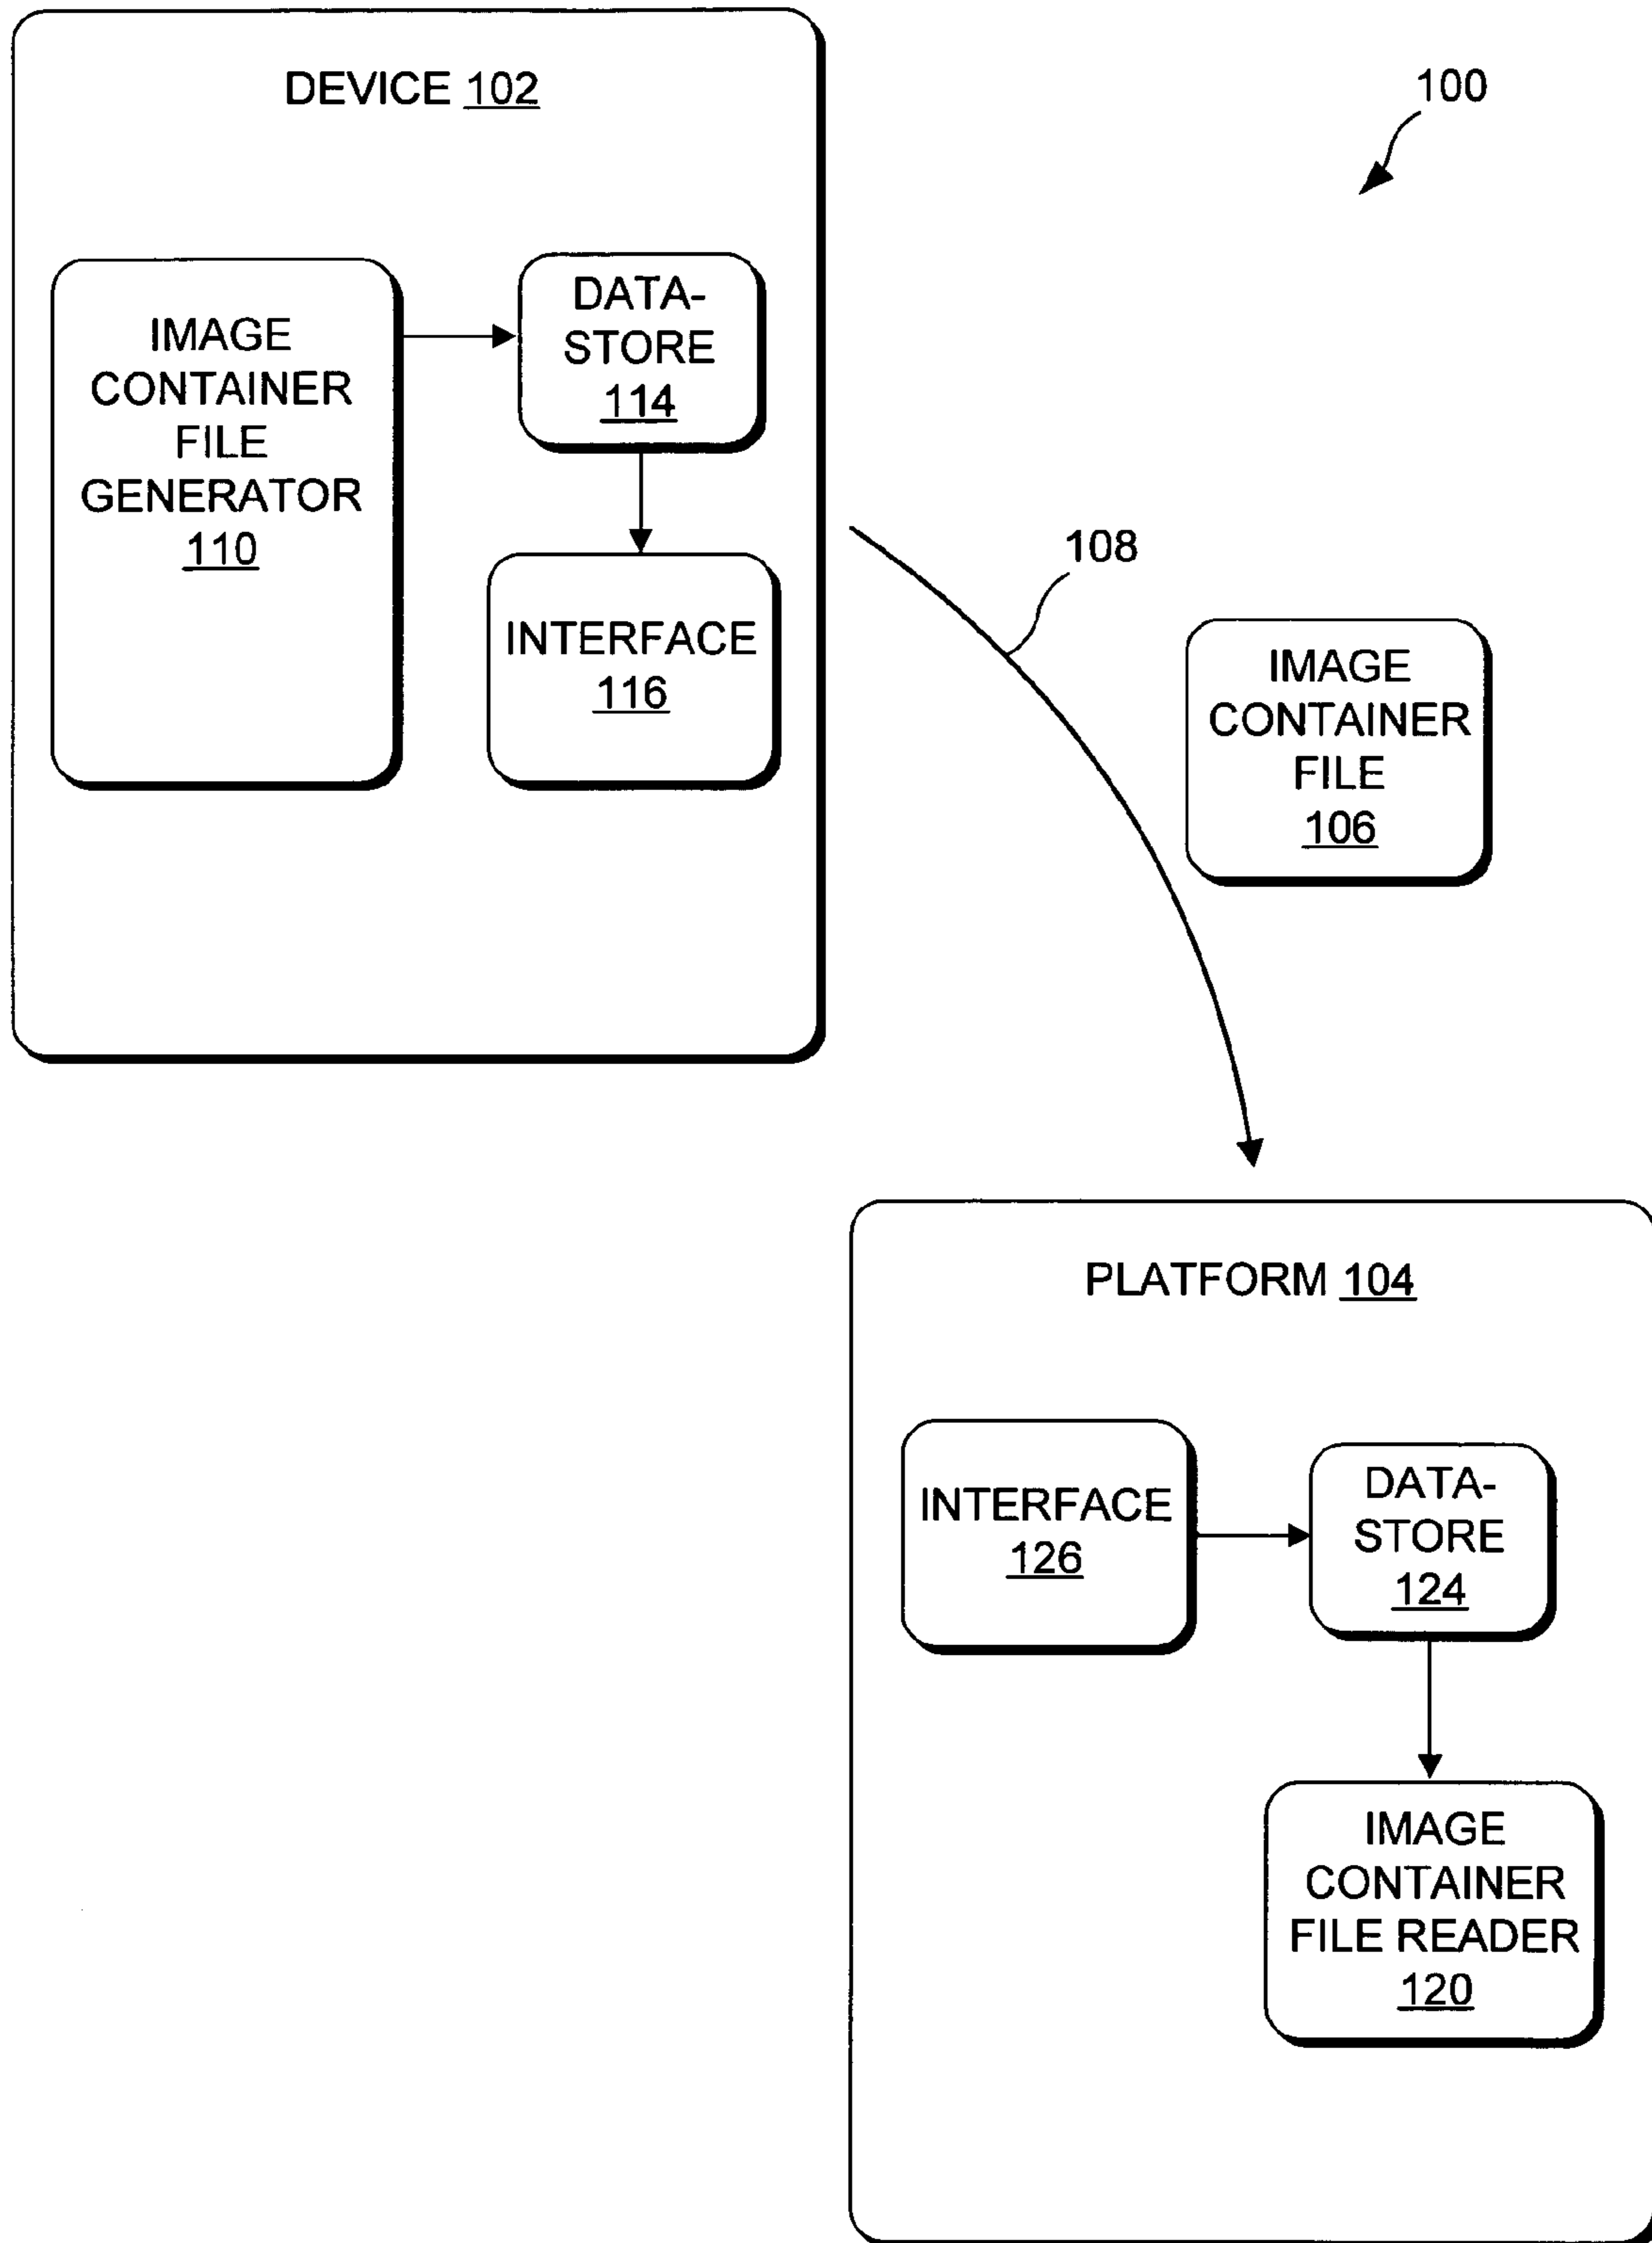 DEVICE 102
100
IMAGE
CONTAINER
FILE
GENERATOR
110
DATA-
STORE
114
INTERFACE
116
108
IMAGE
CONTAINER
FILE
106
PLATFORM 104
INTERFACE
126
DATA-
STORE
124
IMAGE
CONTAINER
FILE READER
120